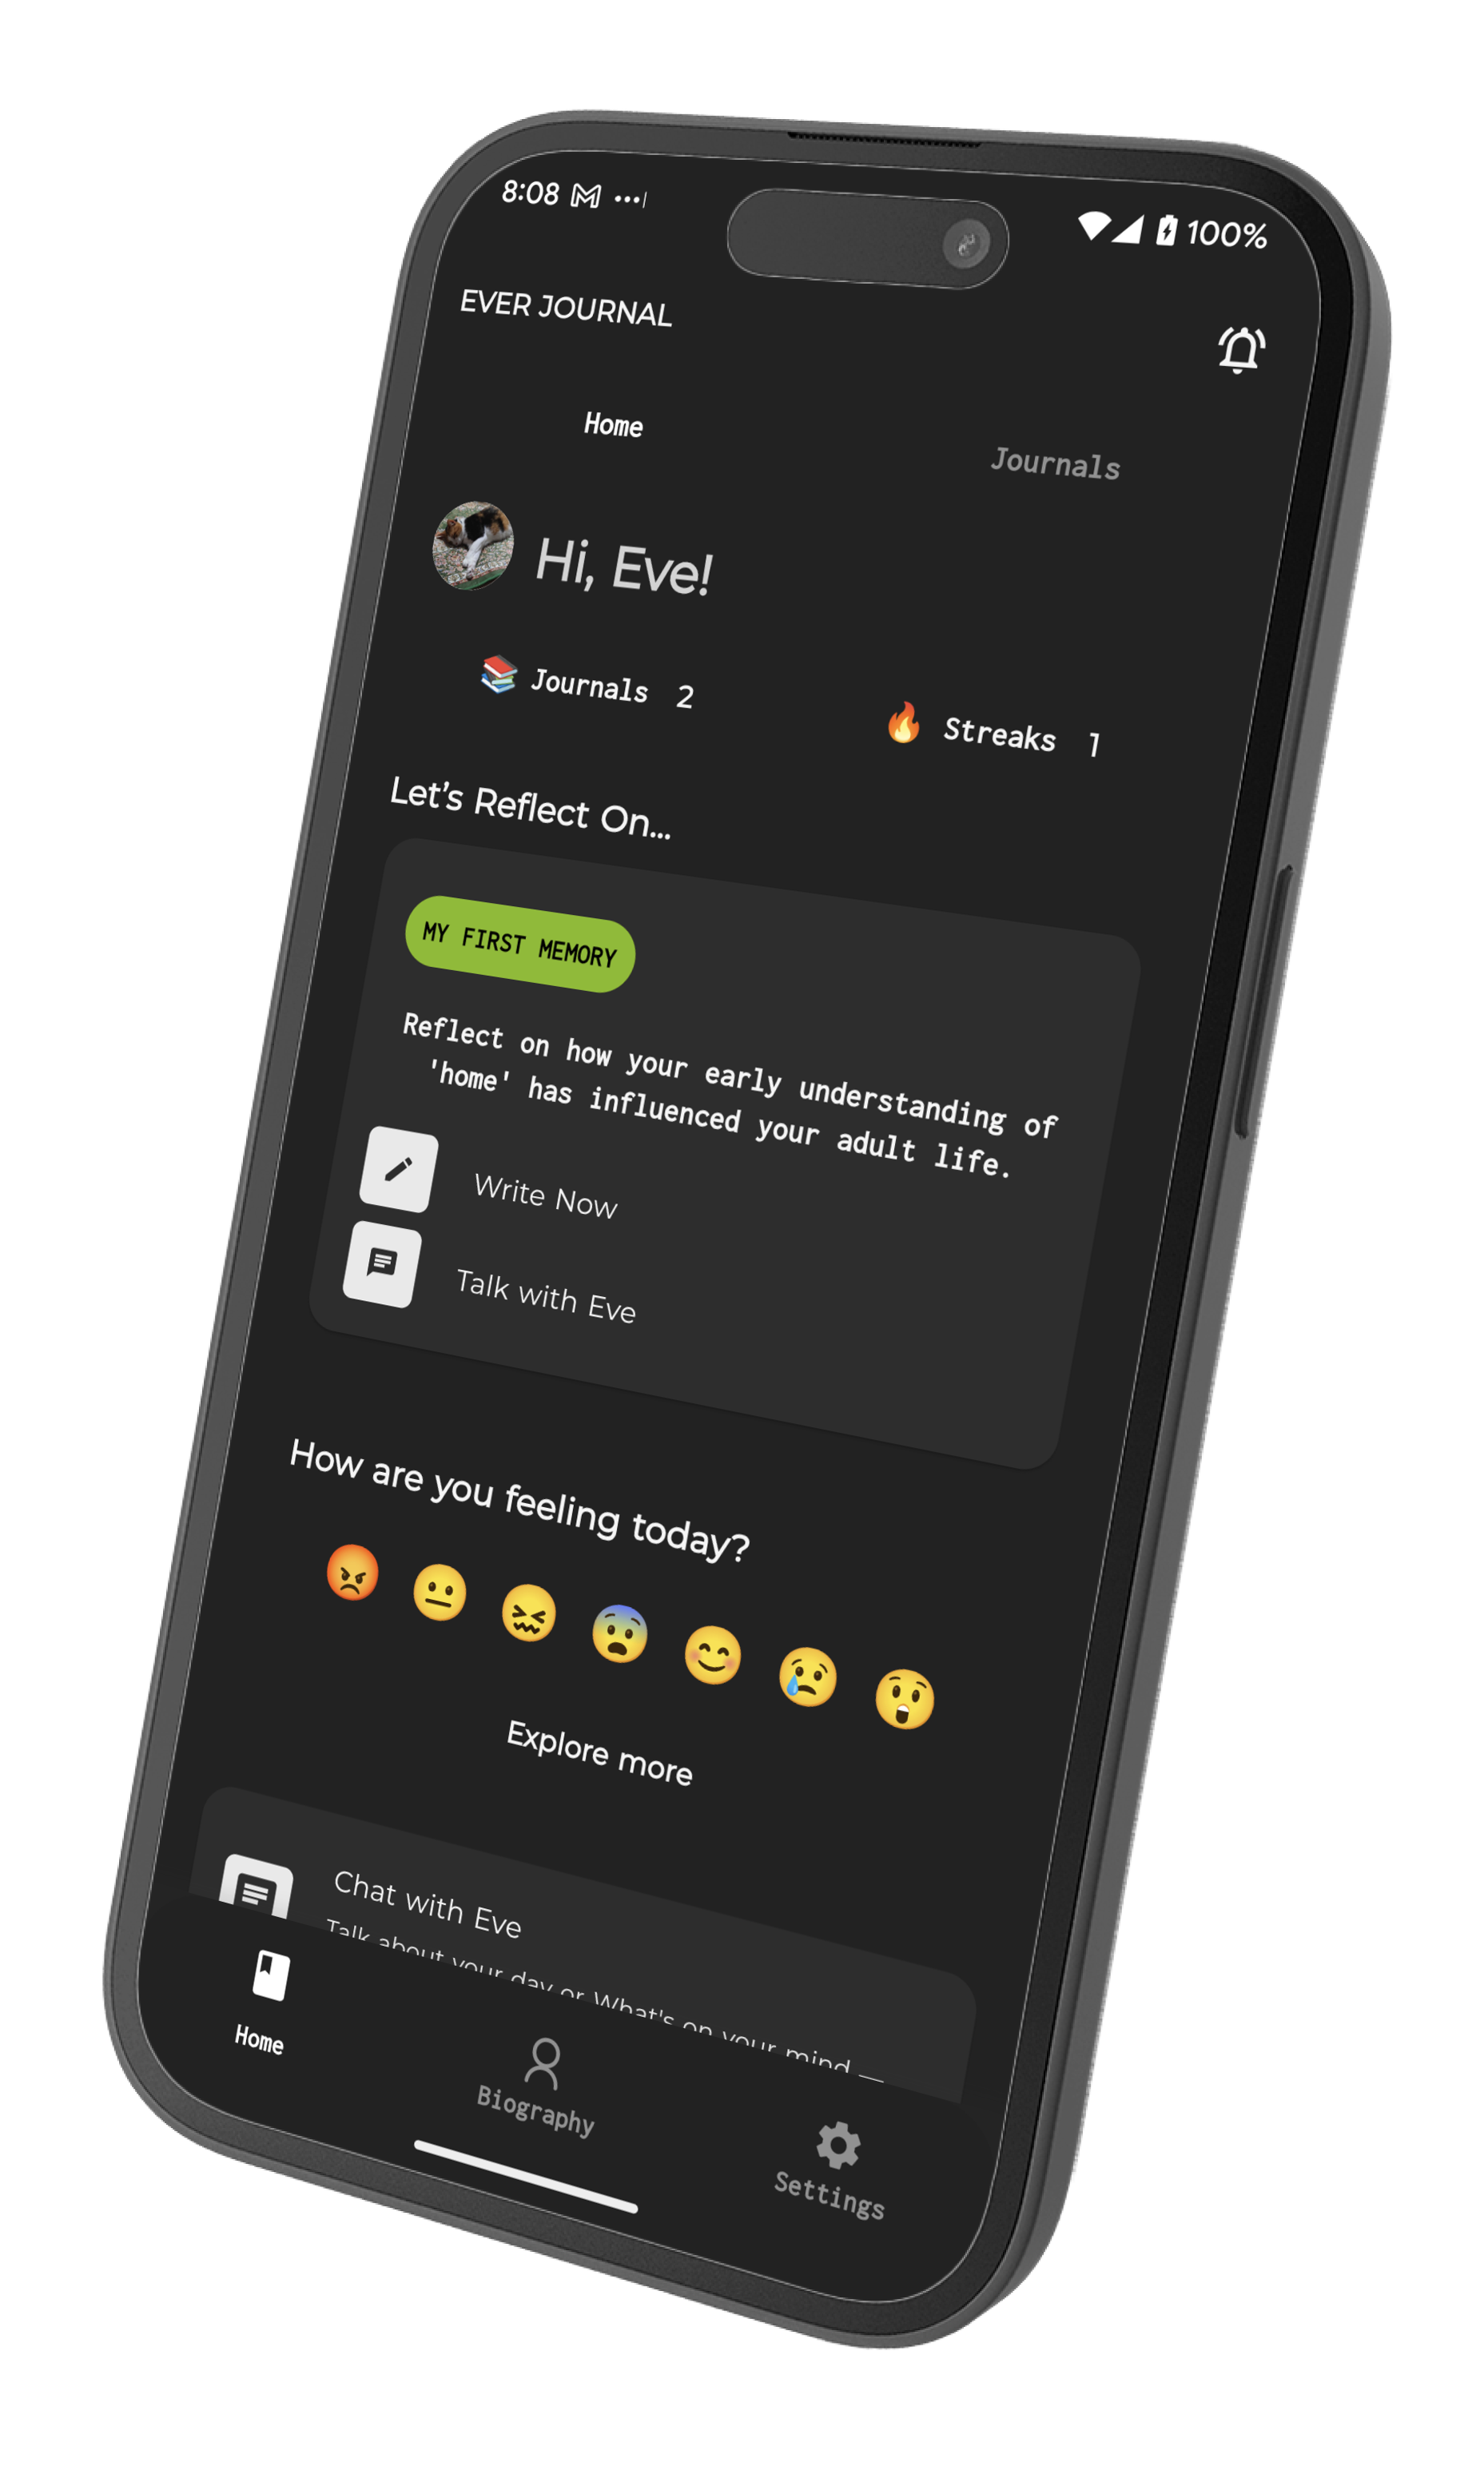 8:08
100%
EVER JOURNAL
Home
Journals
Hi, Eve!
Journals 2
Streaks 1
Let's Reflect On...
MY FIRST MEMORY
Reflect on how your early understanding of
'home' has influenced your adult life.
Write Now
Talk with Eve
How are you feeling today?
Explore more
Chat with Eve
Talk about your day or What's on your mind
Home
Biography
Settings